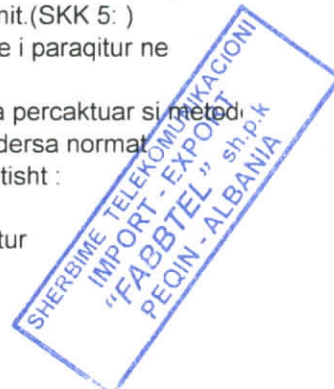 nit.(SKK 5: )
e i paraqitur ne
a percaktuar si metod
dersa normat
tisht :
tur
SHERBIME TELEKOMUNIKACIONI
IMPORT - EXPORT
"FABBTEL" sh.p.k
PEQIN - ALBANIA